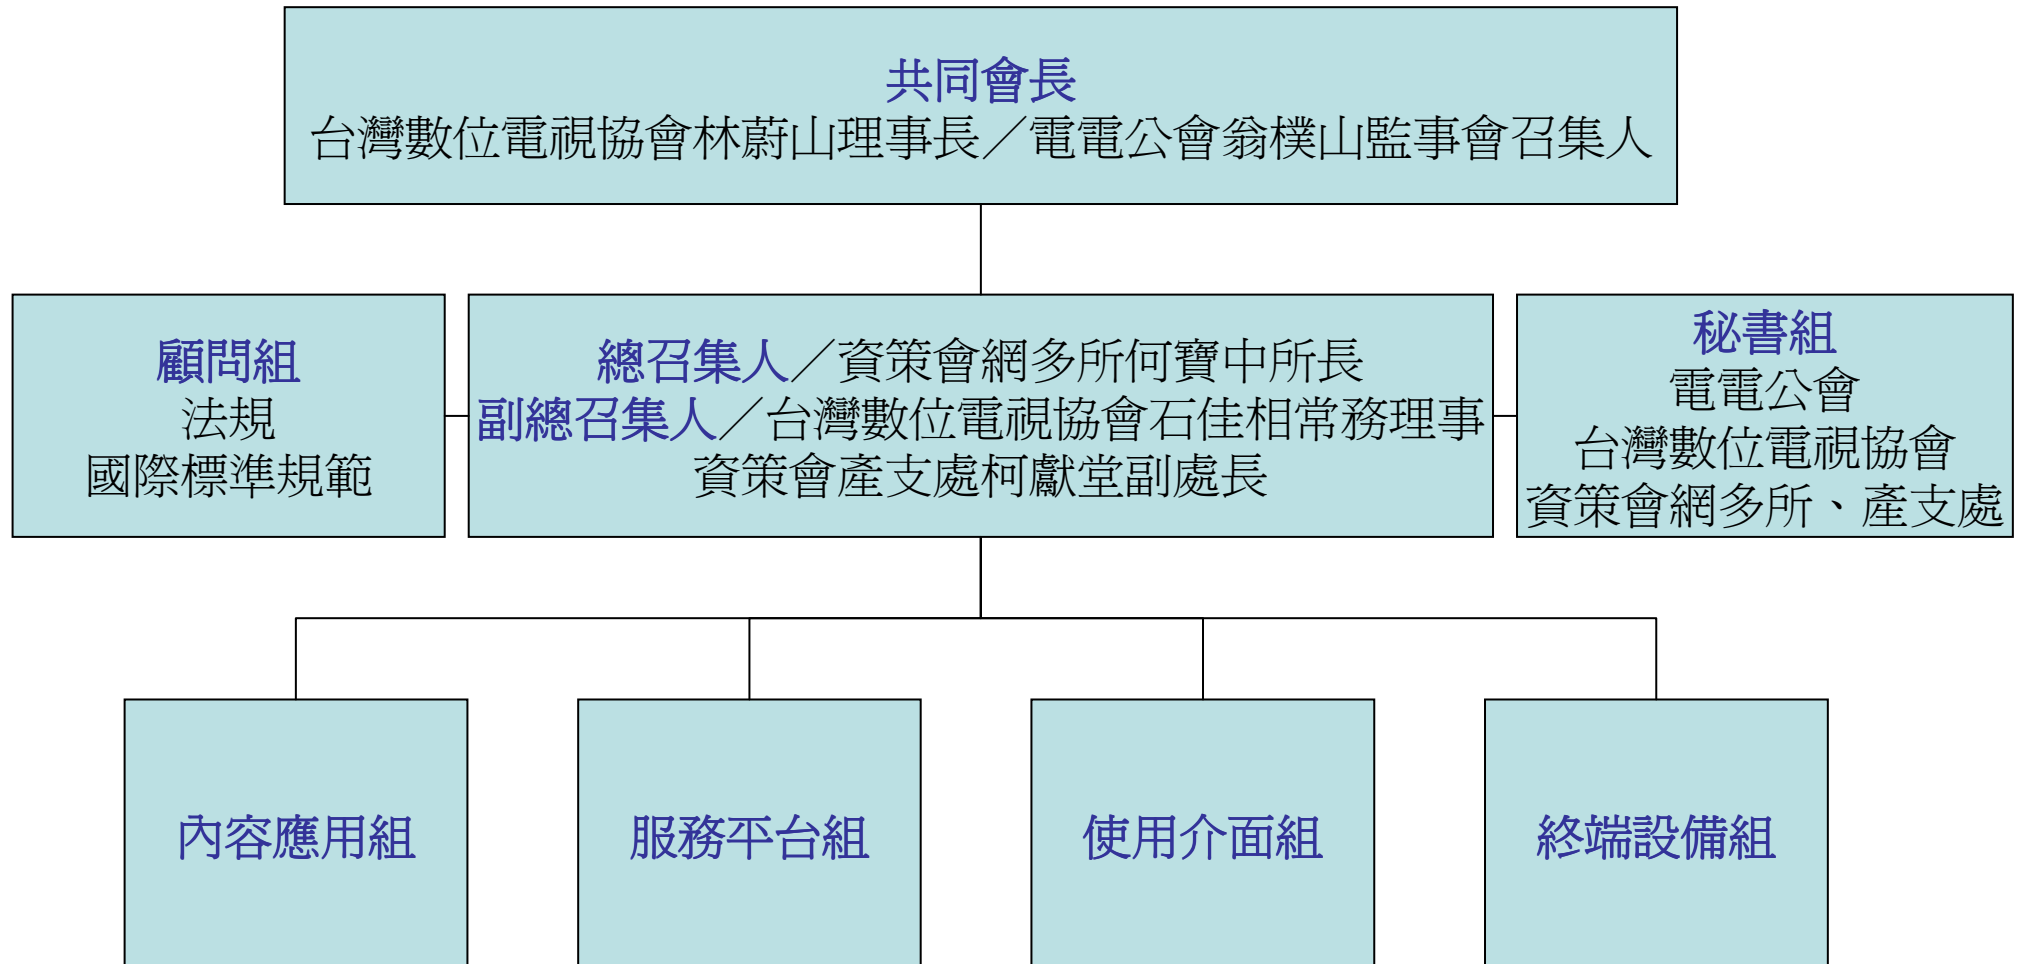 共同會長
台灣數位電視協會林蔚山理事長／電電公會翁樸山監事會召集人
顧問組
法規
國際標準規範
總召集人／資策會網多所何寶中所長
副總召集人／台灣數位電視協會石佳相常務理事
資策會產支處柯獻堂副處長
秘書組
電電公會
台灣數位電視協會
資策會網多所、產支處
內容應用組
服務平台組
使用介面組
終端設備組